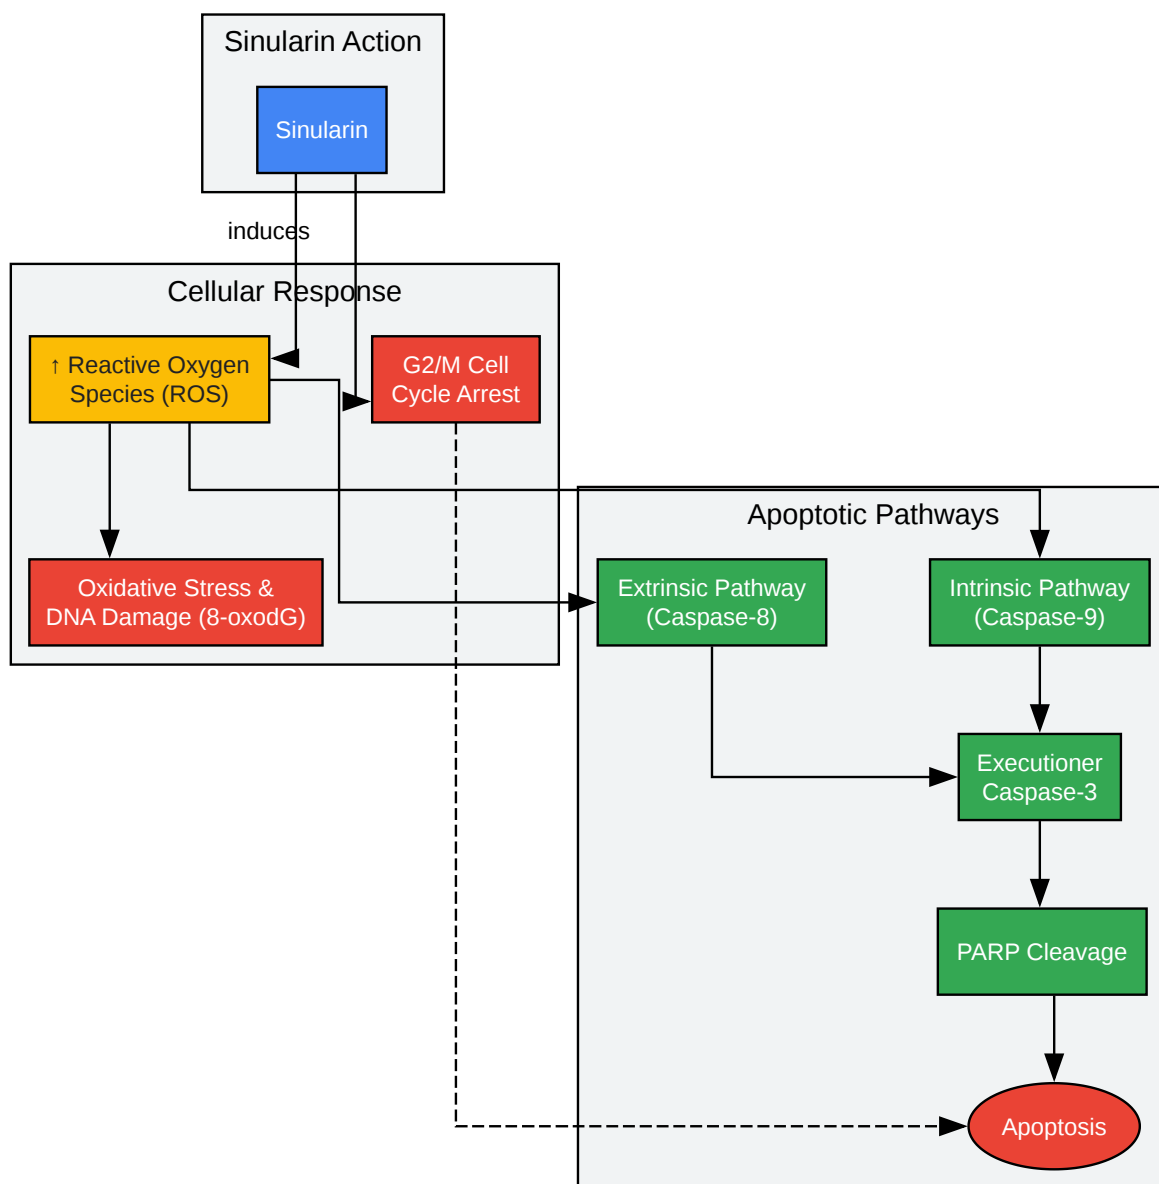 Sinularin Action
Sinularin
induces
Cellular Response
↑ Reactive Oxygen
Species (ROS)
G2/M Cell
Cycle Arrest
Oxidative Stress &
DNA Damage (8-oxodG)
Apoptotic Pathways
Extrinsic Pathway
(Caspase-8)
Intrinsic Pathway
(Caspase-9)
Executioner
Caspase-3
PARP Cleavage
Apoptosis